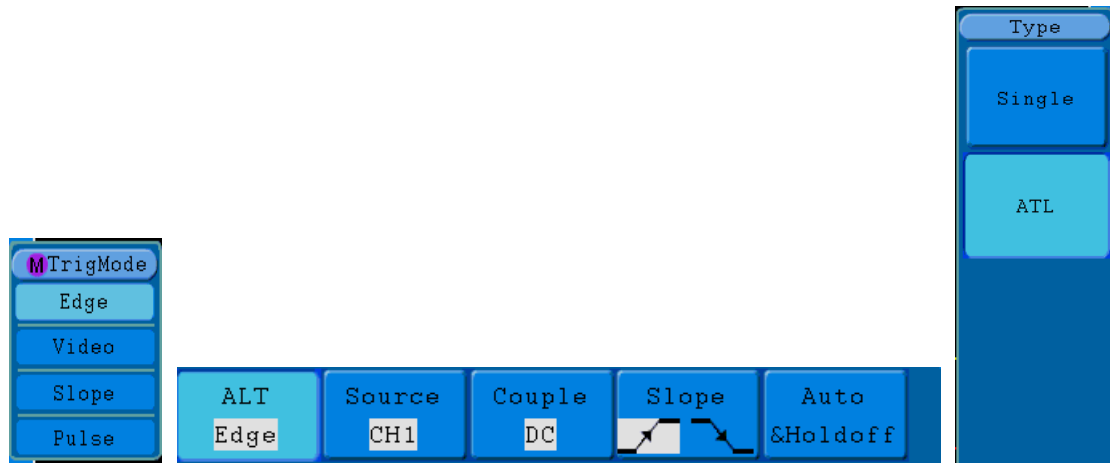 MTrigMode
Edge
Video
Slope
Pulse
ALT
Edge
Source
CH1
Couple
DC
Slope
Auto
&Holdoff
Type
Single
ATL